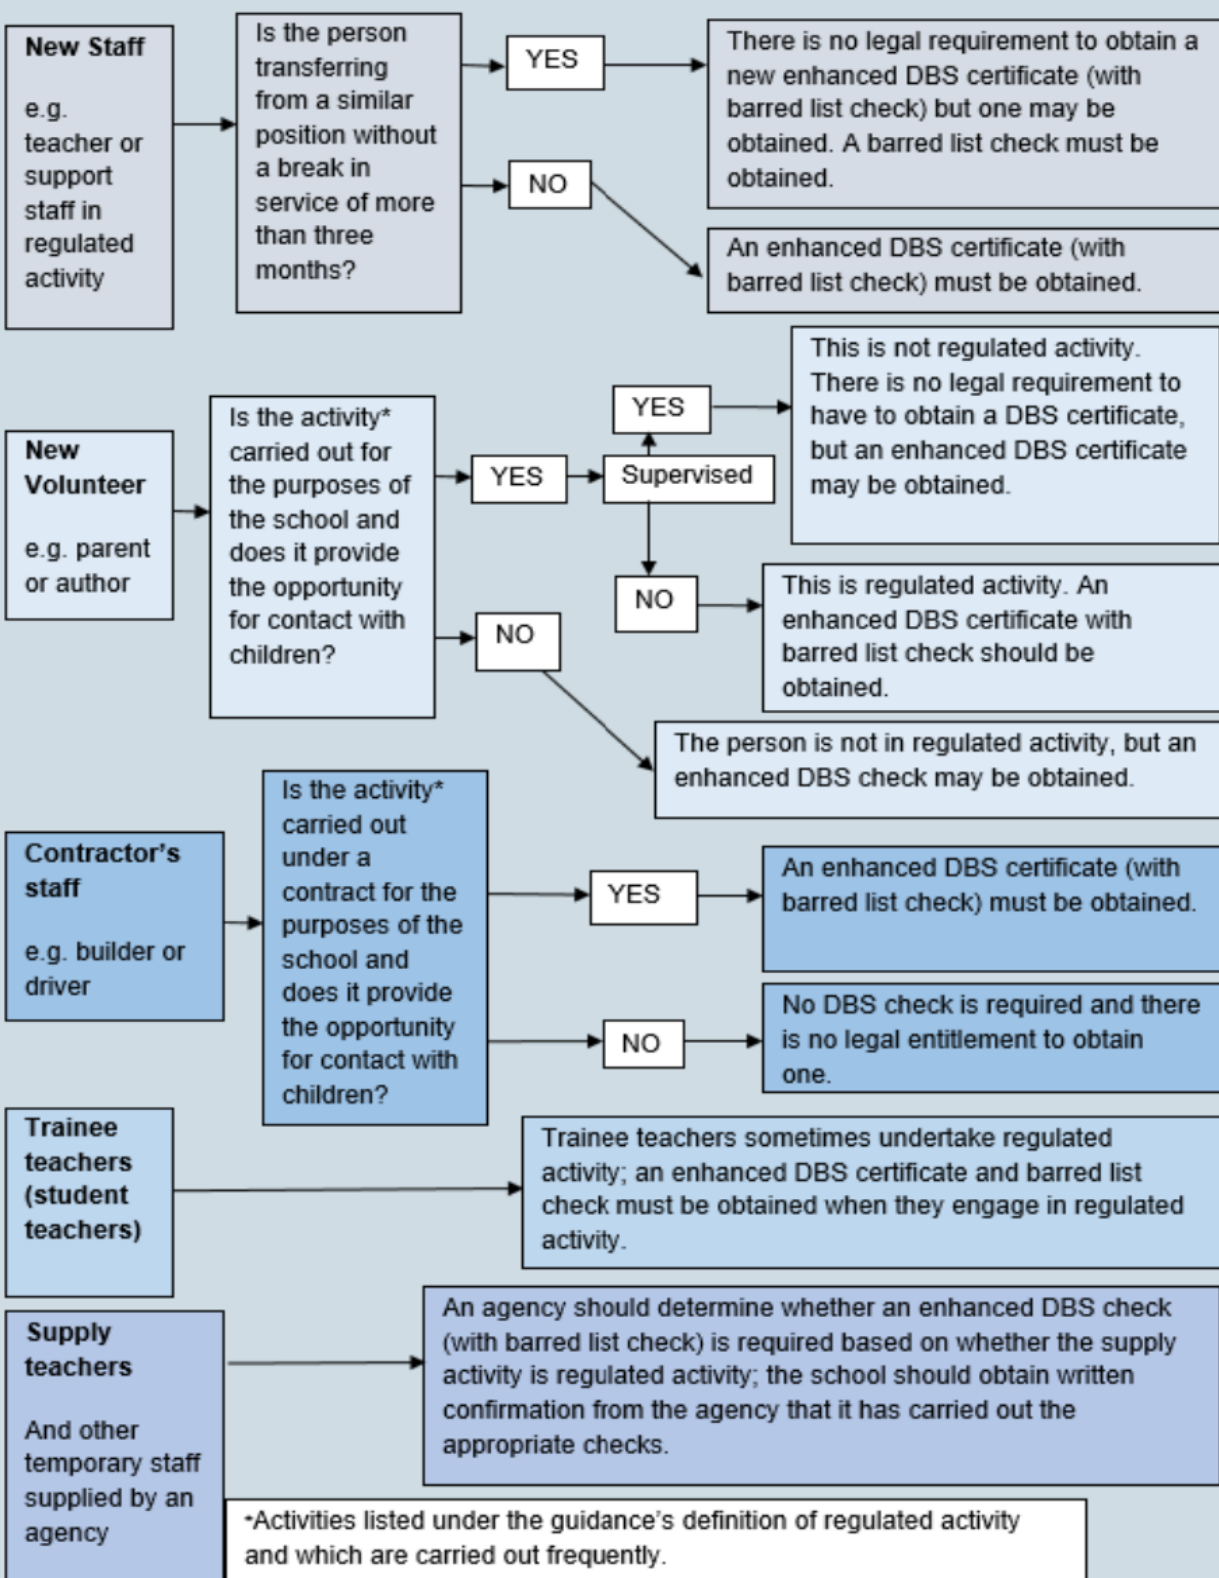 New Staff
e.g.
teacher or
support
staff in
regulated
activity
Is the person
transferring
from a similar
position without
a break in
service of more
than three
months?
YES
There is no legal requirement to obtain a
new enhanced DBS certificate (with
barred list check) but one may be
obtained. A barred list check must be
obtained.
NO
An enhanced DBS certificate (with
barred list check) must be obtained.
New
Volunteer
e.g. parent
or author
Is the activity*
carried out for
the purposes of
the school and
does it provide
the opportunity
for contact with
children?
YES
Supervised
YES
This is not regulated activity.
There is no legal requirement to
have to obtain a DBS certificate,
but an enhanced DBS certificate
may be obtained.
NO
This is regulated activity. An
enhanced DBS certificate with
barred list check should be
obtained.
NO
The person is not in regulated activity, but an
enhanced DBS check may be obtained.
Contractor's
staff
e.g. builder or
driver
Is the activity*
carried out
under a
contract for the
purposes of the
school and
does it provide
the opportunity
for contact with
children?
YES
An enhanced DBS certificate (with
barred list check) must be obtained.
NO
No DBS check is required and there
is no legal entitlement to obtain
one.
Trainee
teachers
(student
teachers)
Trainee teachers sometimes undertake regulated
activity; an enhanced DBS certificate and barred list
check must be obtained when they engage in regulated
activity.
Supply
teachers
And other
temporary staff
supplied by an
agency
An agency should determine whether an enhanced DBS check
(with barred list check) is required based on whether the supply
activity is regulated activity; the school should obtain written
confirmation from the agency that it has carried out the
appropriate checks.
*Activities listed under the guidance's definition of regulated activity
and which are carried out frequently.